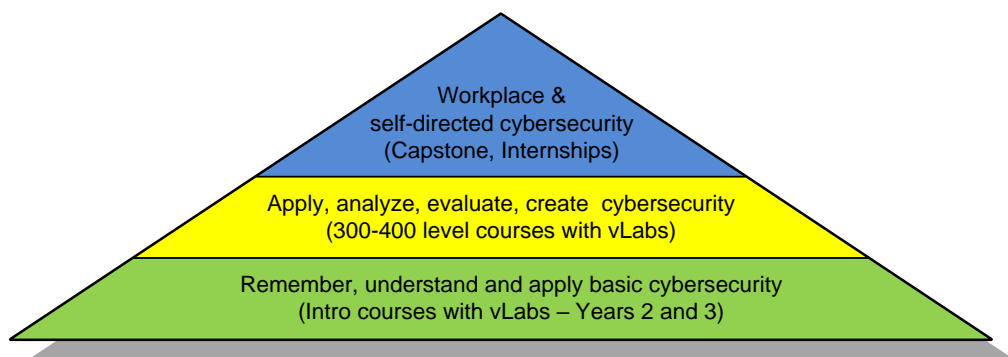 Workplace &
self-directed cybersecurity
(Capstone, Internships)
Apply, analyze, evaluate, create  cybersecurity
(300-400 level courses with vLabs)
Remember, understand and apply basic cybersecurity
(Intro courses with vLabs – Years 2 and 3)